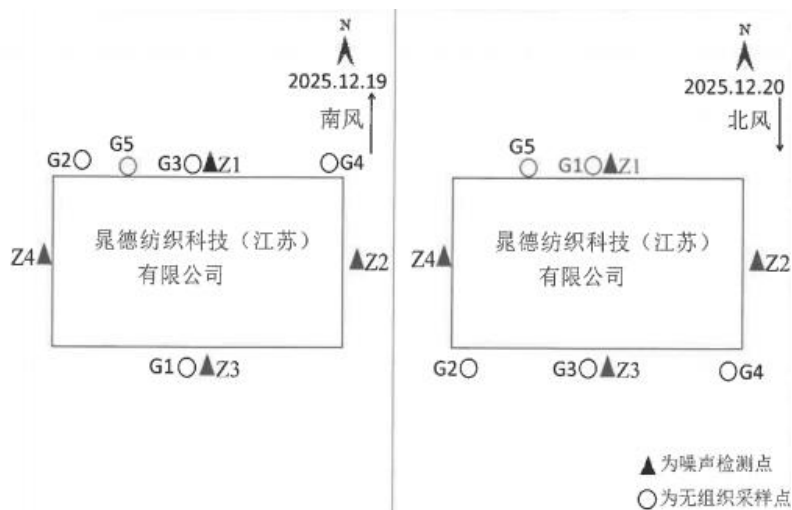 N
2025.12.19
南风
G2 G5 G3 Z1 G4
晁德纺织科技（江苏）
有限公司
Z4 Z2
G1 Z3
N
2025.12.20
北风
G5 G1 Z1
晁德纺织科技（江苏）
有限公司
Z4 Z2
G2 G3 Z3 G4
为噪声检测点
为无组织采样点